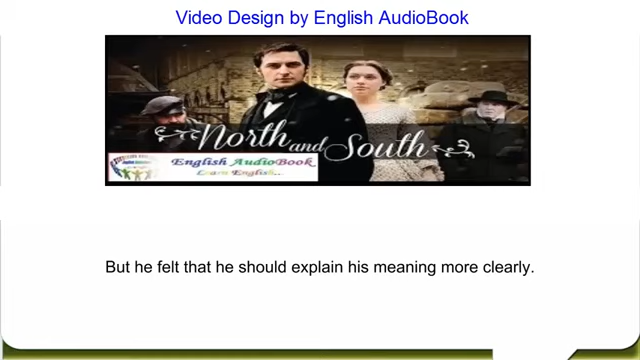 Video Design by English AudioBook
North and South
English AudioBook
Learn English...
But he felt that he should explain his meaning more clearly.